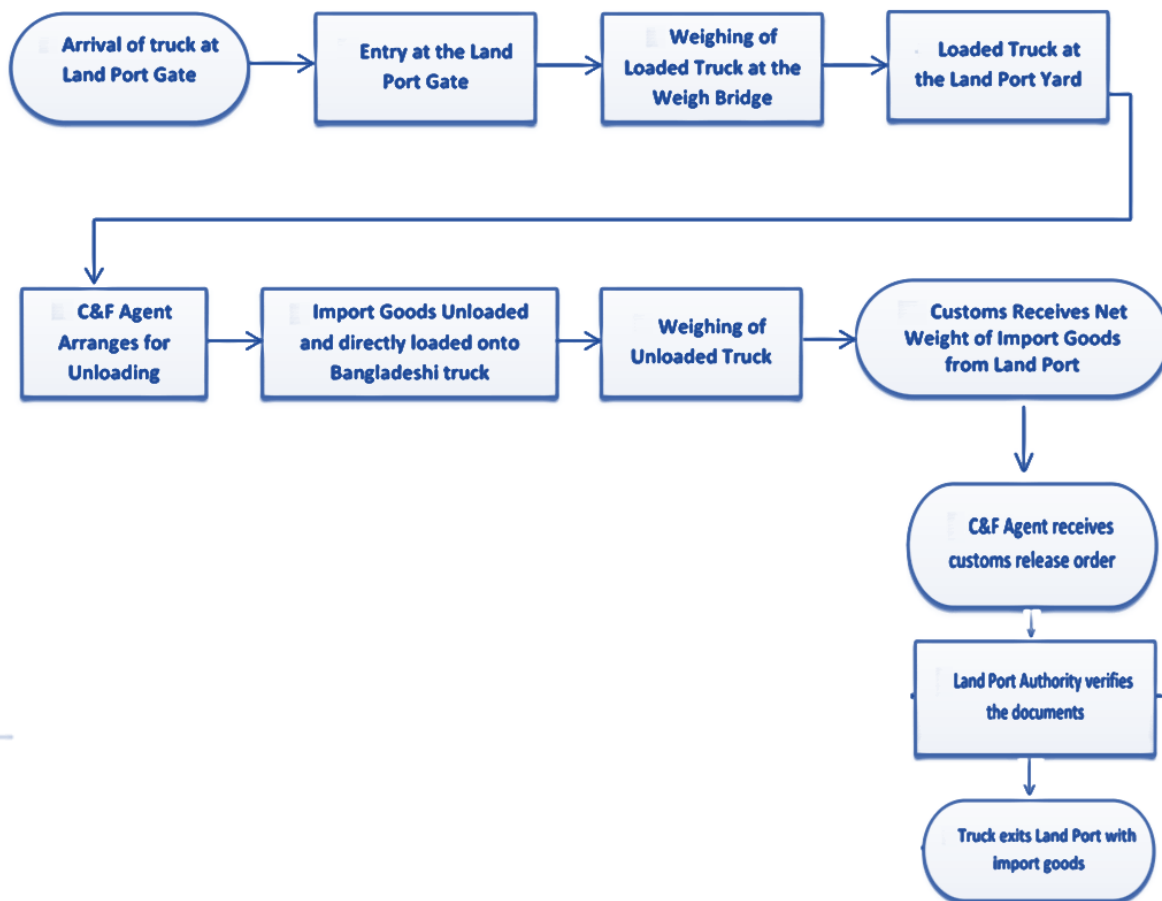 Arrival of truck at
Land Port Gate
Entry at the Land
Port Gate
Weighing of
Loaded Truck at the
Weigh Bridge
Loaded Truck at
the Land Port Yard
C&F Agent
Arranges for
Unloading
Import Goods Unloaded
and directly loaded onto
Bangladeshi truck
Weighing of
Unloaded Truck
Customs Receives Net
Weight of Import Goods
from Land Port
C&F Agent receives
customs release order
Land Port Authority verifies
the documents
Truck exits Land Port with
import goods